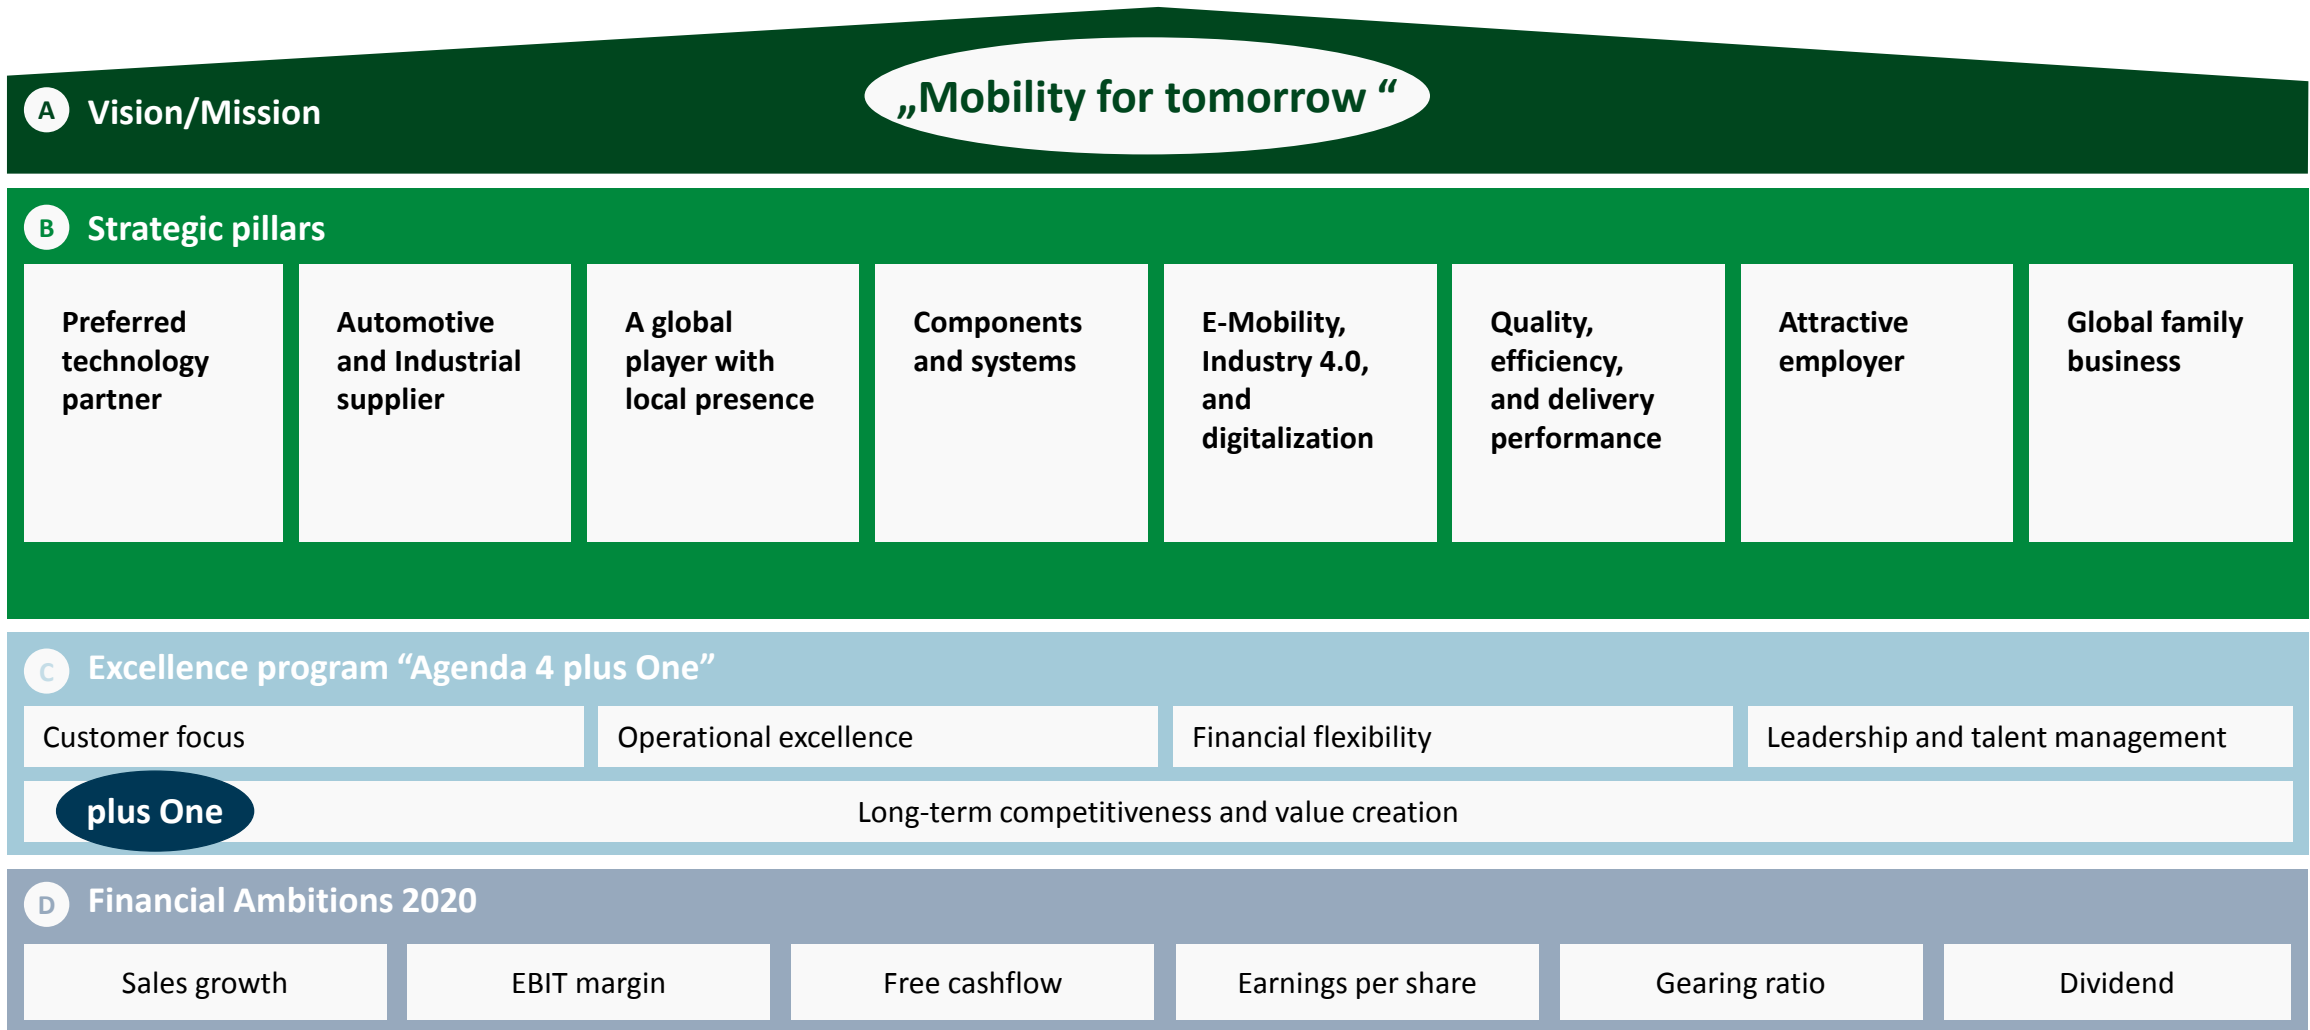 A Vision/Mission
„Mobility for tomorrow “
B Strategic pillars
Preferred
technology
partner
Automotive
and Industrial
supplier
A global
player with
local presence
Components
and systems
E-Mobility,
Industry 4.0,
and
digitalization
Quality,
efficiency,
and delivery
performance
Attractive
employer
Global family
business
C Excellence program “Agenda 4 plus One”
Customer focus
Operational excellence
Financial flexibility
Leadership and talent management
plus One
Long-term competitiveness and value creation
D Financial Ambitions 2020
Sales growth
EBIT margin
Free cashflow
Earnings per share
Gearing ratio
Dividend